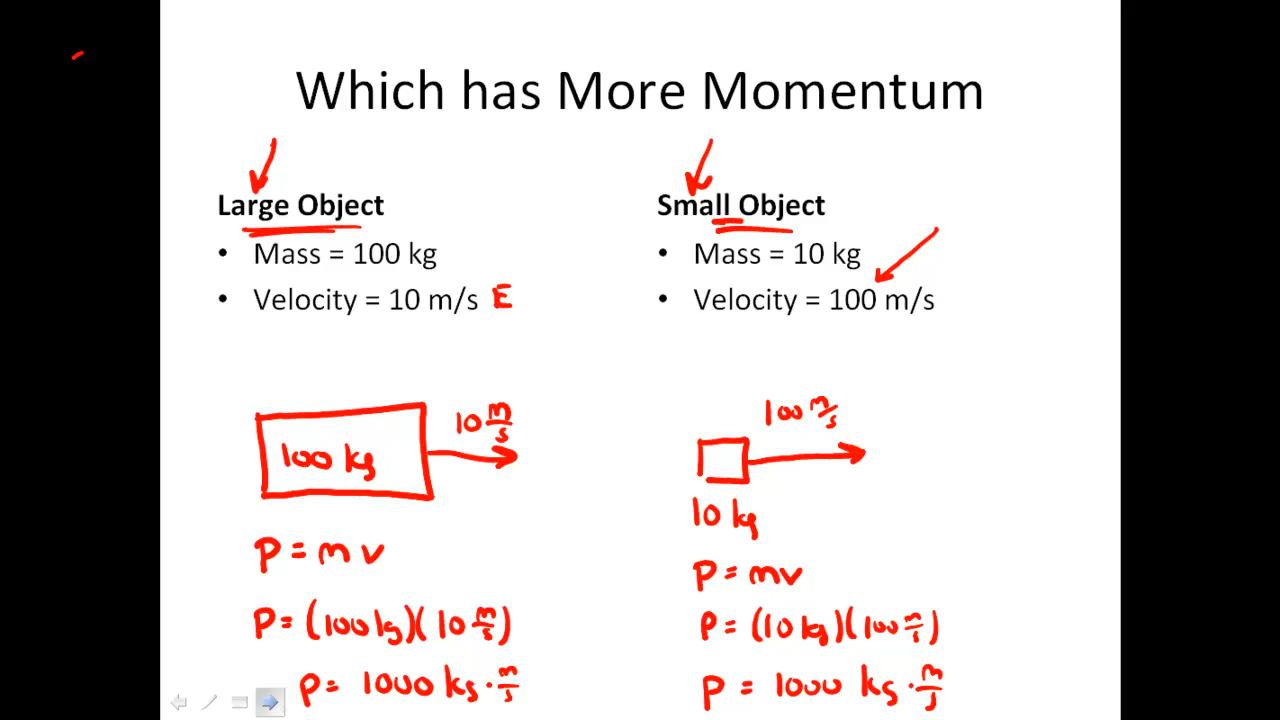 Which has More Momentum
Large Object
• Mass = 100 kg
• Velocity = 10 m/s E
100 kg
10 m/s
P = mv
P = (100 kg)(10 m/s)
P = 1000 kg · m/s
Small Object
• Mass = 10 kg
• Velocity = 100 m/s
100 m/s
10 kg
P = mv
P = (10 kg)(100 m/s)
P = 1000 kg · m/s